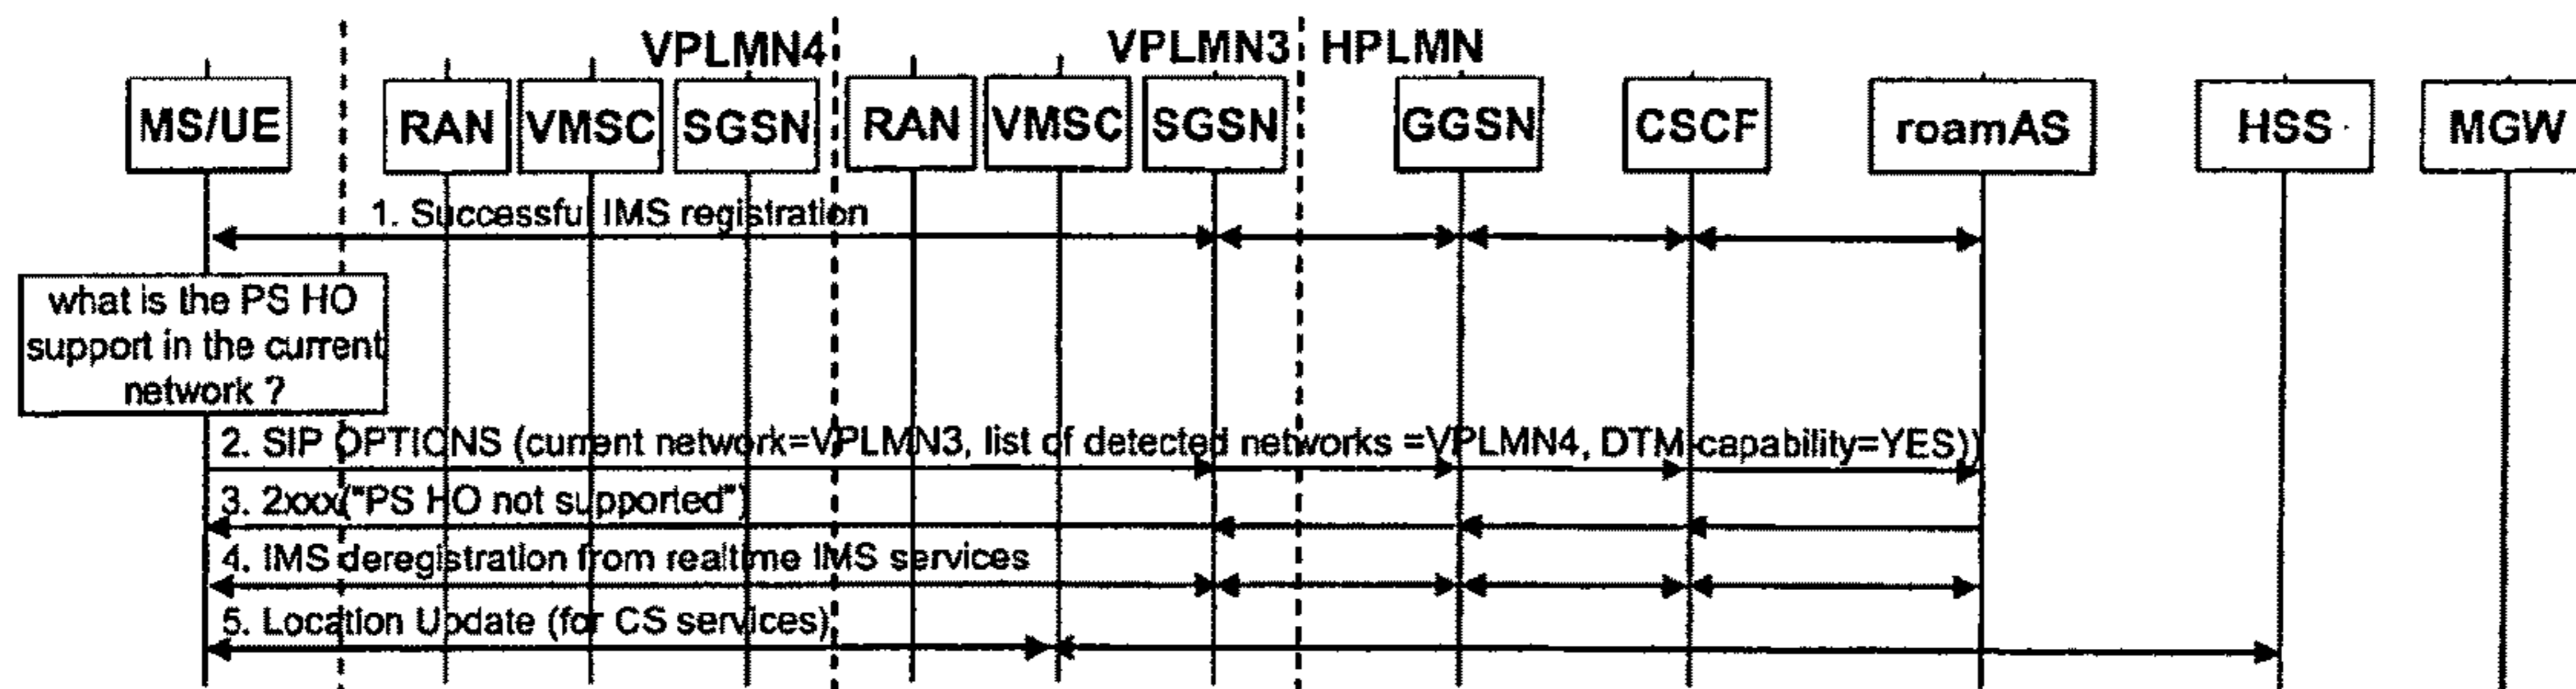 VPLMN4 VPLMN3 HPLMN
MS/UE RAN VMSC SGSN RAN VMSC SGSN GGSN CSCF roamAS HSS MGW
1. Successful IMS registration
what is the PS HO
support in the current
network ?
2. SIP OPTIONS (current network=VPLMN3, list of detected networks =VPLMN4, DTM-capability=YES))
3. 2xxx("PS HO not supported")
4. IMS deregistration from realtime IMS services
5. Location Update (for CS services)